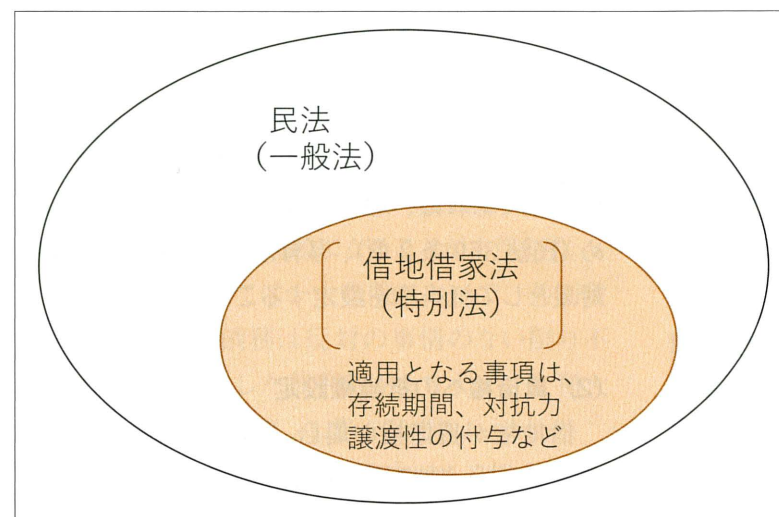 民法
（一般法）
借地借家法
（特別法）
適用となる事項は、
存続期間、対抗力
譲渡性の付与など